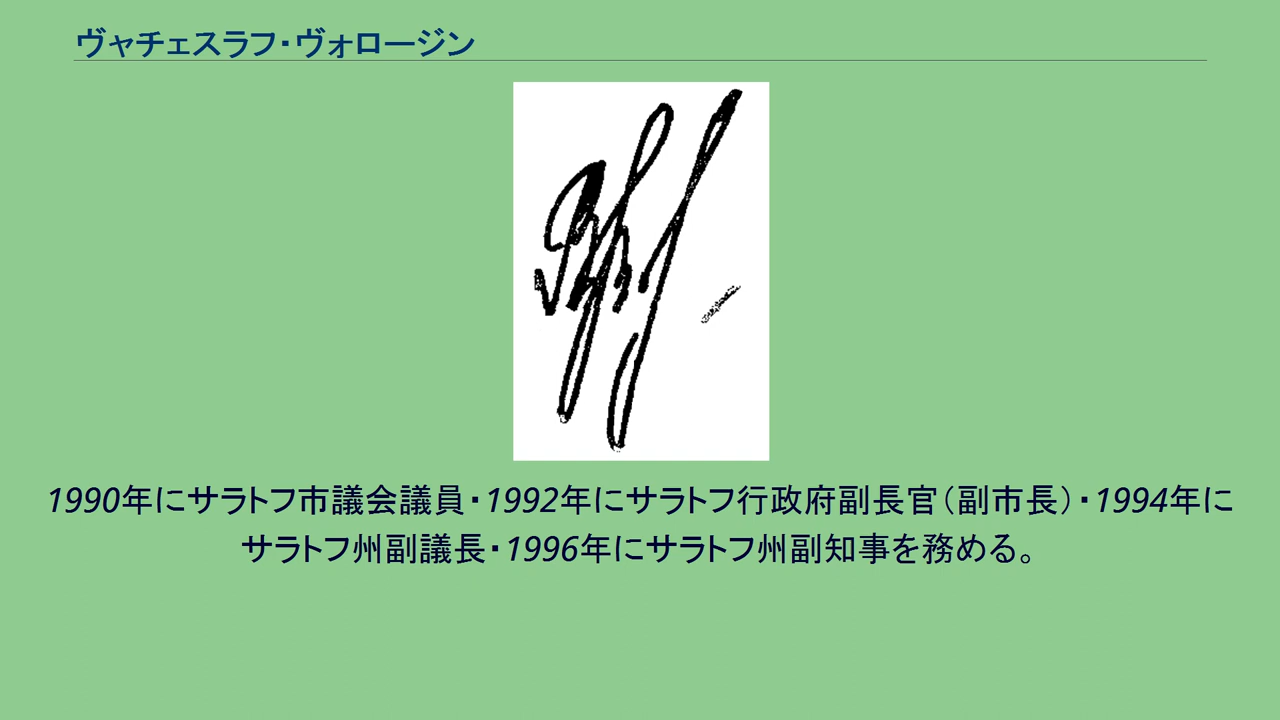 ヴャチェスラフ・ヴォロージン
1990年にサラトフ市議会議員・1992年にサラトフ行政府副長官（副市長）・1994年に
サラトフ州副議長・1996年にサラトフ州副知事を務める。